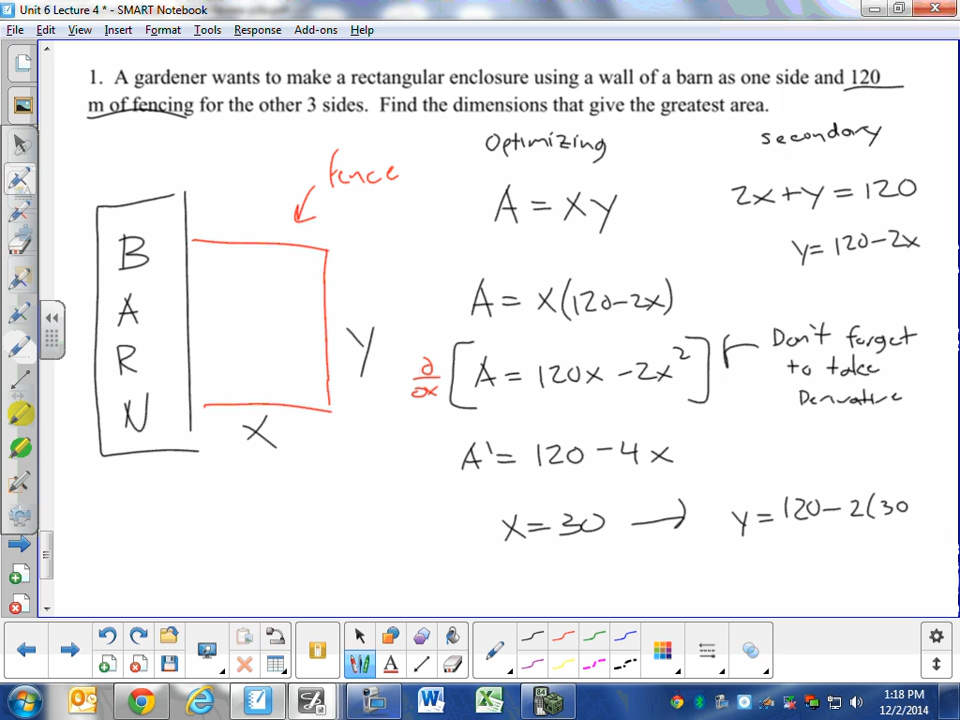 Unit 6 Lecture 4 * - SMART Notebook
File Edit View Insert Format Tools Response Add-ons Help
1. A gardener wants to make a rectangular enclosure using a wall of a barn as one side and 120
m of fencing for the other 3 sides. Find the dimensions that give the greatest area.
Optimizing
secondary
fence
A = xy
2x + y = 120
y = 120 - 2x
B
A
R
N
x
y
A = x(120-2x)
∂/∂x [A = 120x - 2x²]
Don't forget
to take
Derivative
A' = 120 - 4x
x = 30 → y = 120 - 2(30
A
W
X
84
1:18 PM
12/2/2014